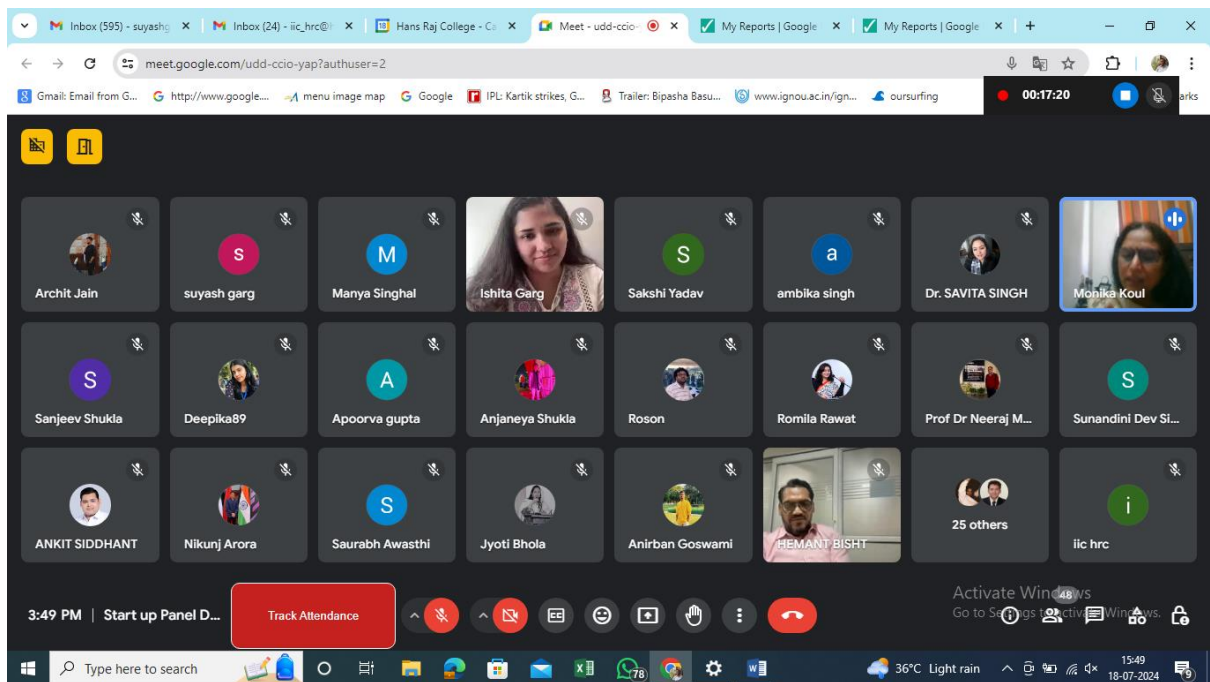 Inbox (595) - suyashg
Inbox (24) - iic_hrc@
Hans Raj College - Ca
Meet - udd-ccio-
My Reports | Google
My Reports | Google
meet.google.com/udd-ccio-yap?authuser=2
Gmail: Email from G...
http://www.google....
menu image map
Google
IPL: Kartik strikes, G...
Trailer: Bipasha Basu...
www.ignou.ac.in/ign...
oursurfing
00:17:20
arks
Archit Jain
s
suyash garg
M
Manya Singhal
Ishita Garg
S
Sakshi Yadav
a
ambika singh
Dr. SAVITA SINGH
Monika Koul
S
Sanjeev Shukla
Deepika89
A
Apoorva gupta
Anjaneya Shukla
Roson
Romila Rawat
Prof Dr Neeraj M...
S
Sunandini Dev Si...
ANKIT SIDDHANT
Nikunj Arora
S
Saurabh Awasthi
Jyoti Bhola
Anirban Goswami
HEMANT BISHT
25 others
i
iic hrc
3:49 PM | Start up Panel D...
Track Attendance
CC
Activate Windows
Go to Settings to activate Windows.
48
Type here to search
78
36°C Light rain
15:49
18-07-2024
9